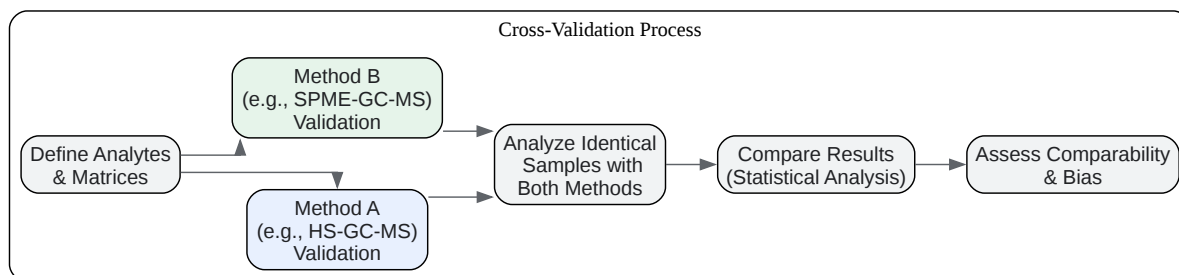 Cross-Validation Process
Define Analytes
& Matrices
Method B
(e.g., SPME-GC-MS)
Validation
Method A
(e.g., HS-GC-MS)
Validation
Analyze Identical
Samples with
Both Methods
Compare Results
(Statistical Analysis)
Assess Comparability
& Bias